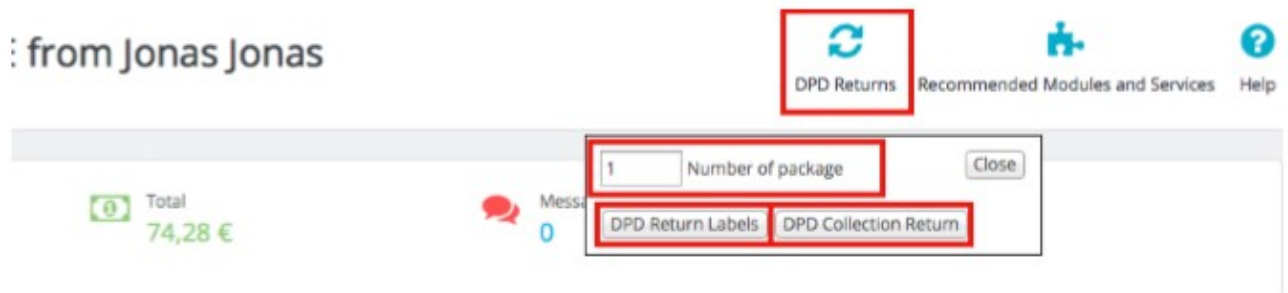 from Jonas Jonas
DPD Returns
Recommended Modules and Services
Help
1 Number of package
Close
Total
74,28 €
0
DPD Return Labels
DPD Collection Return